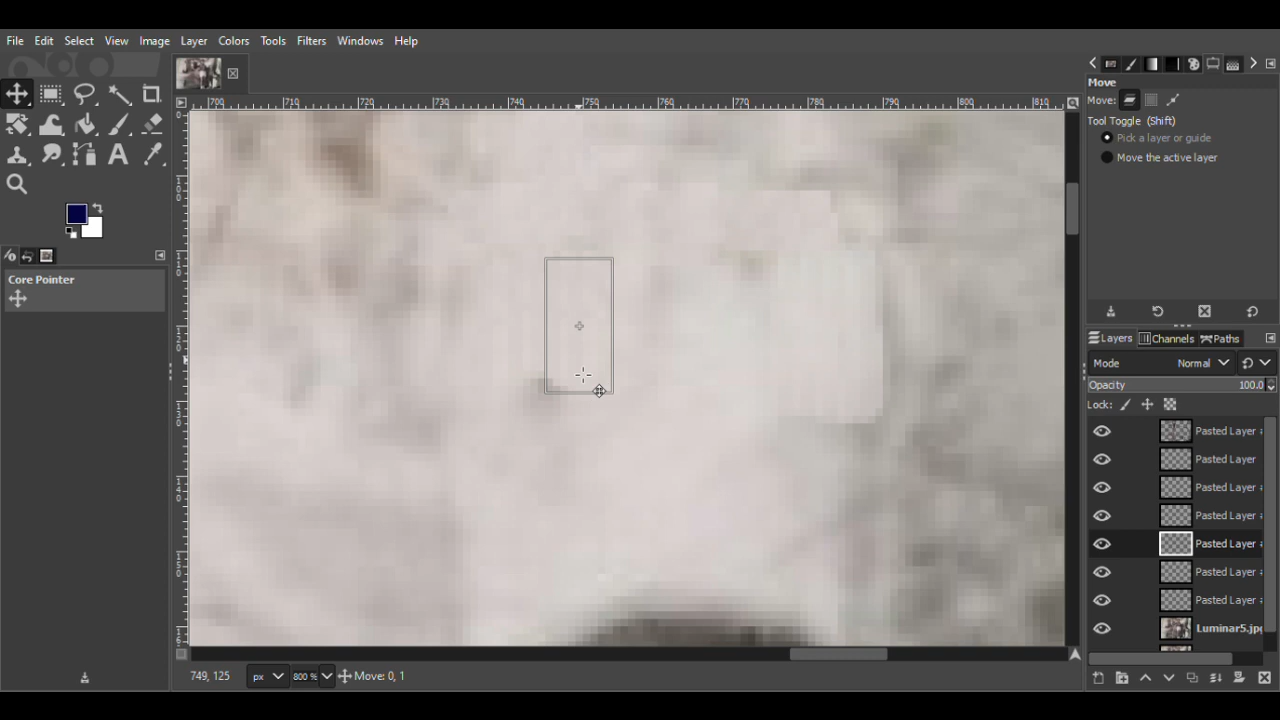 File Edit Select View Image Layer Colors Tools Filters Windows Help
Move
Move:
Tool Toggle (Shift)
Pick a layer or guide
Move the active layer
700 710 720 730 740 750 760 770 780 790 800 810
Core Pointer
Layers Channels Paths
Mode Normal
Opacity 100.0
Lock:
Pasted Layer
Pasted Layer
Pasted Layer
Pasted Layer
Pasted Layer
Pasted Layer
Pasted Layer
Luminar5.jpg
749, 125 px 800 % Move: 0, 1